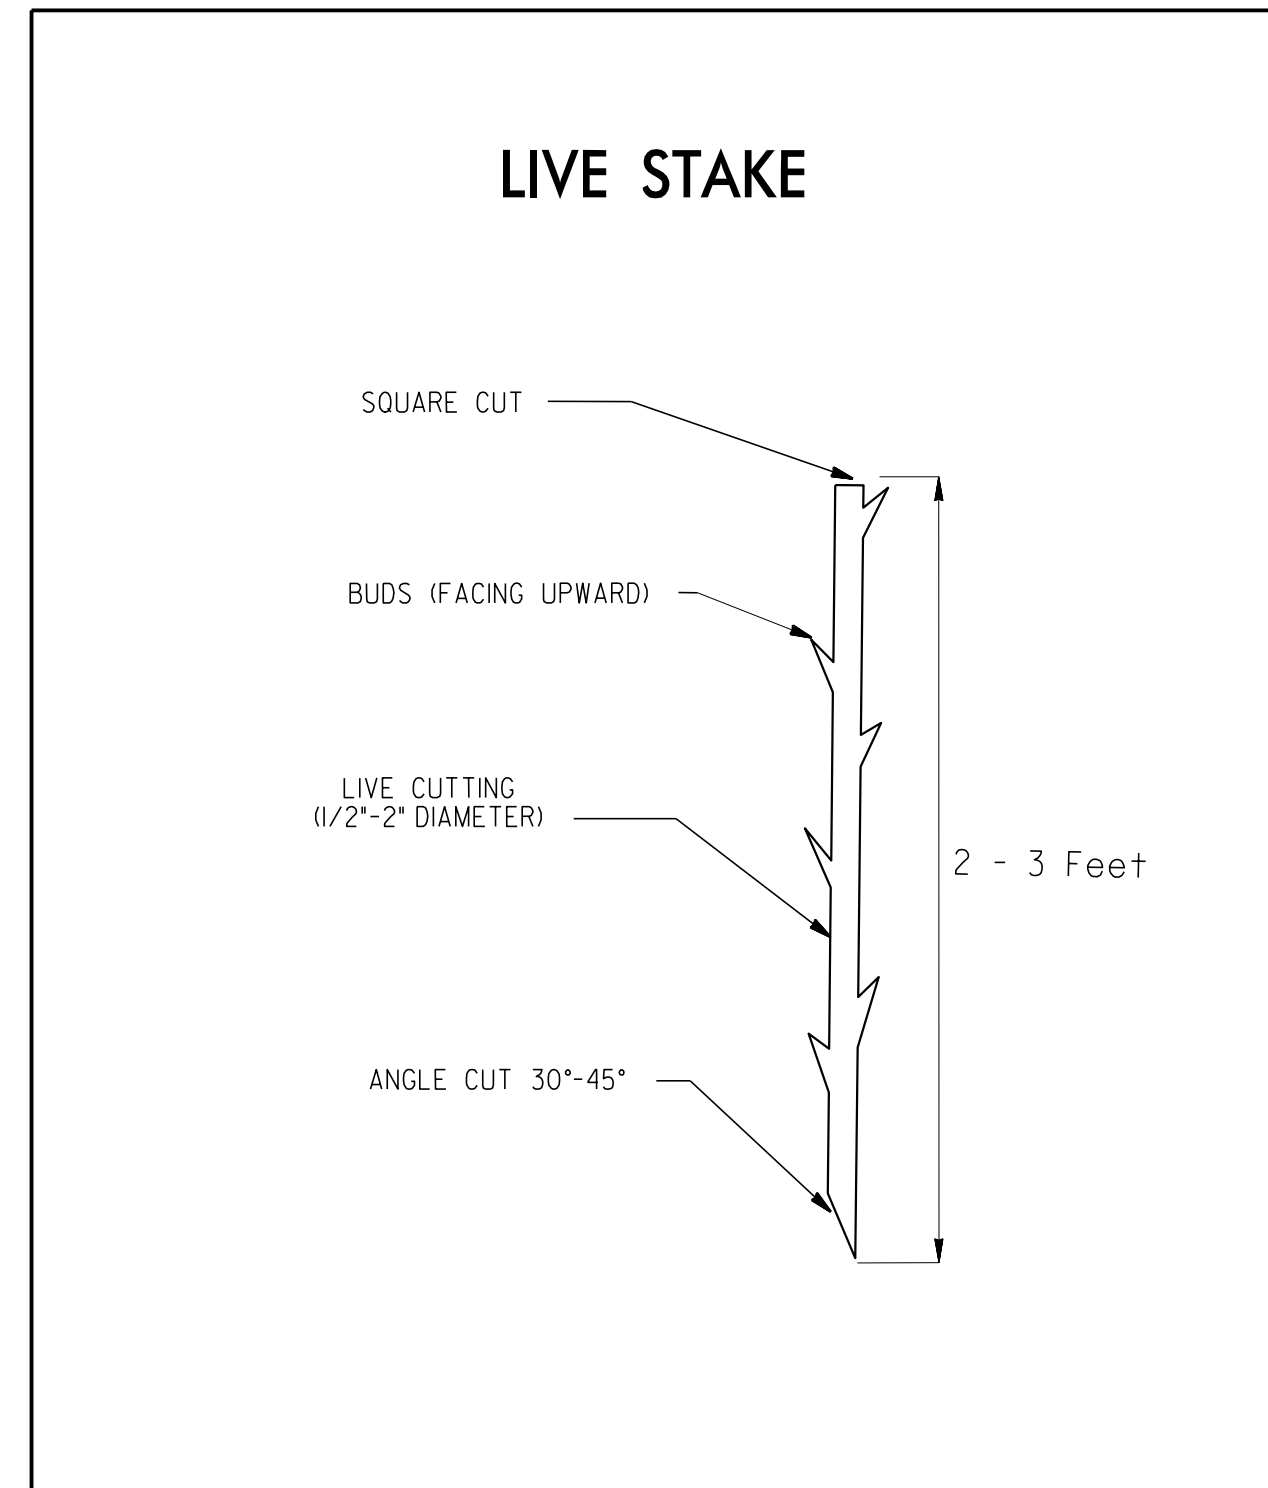 LIVE STAKE
SQUARE CUT
BUDS (FACING UPWARD)
LIVE CUTTING
(1/2"-2" DIAMETER)
2 - 3 Feet
ANGLE CUT 30°-45°